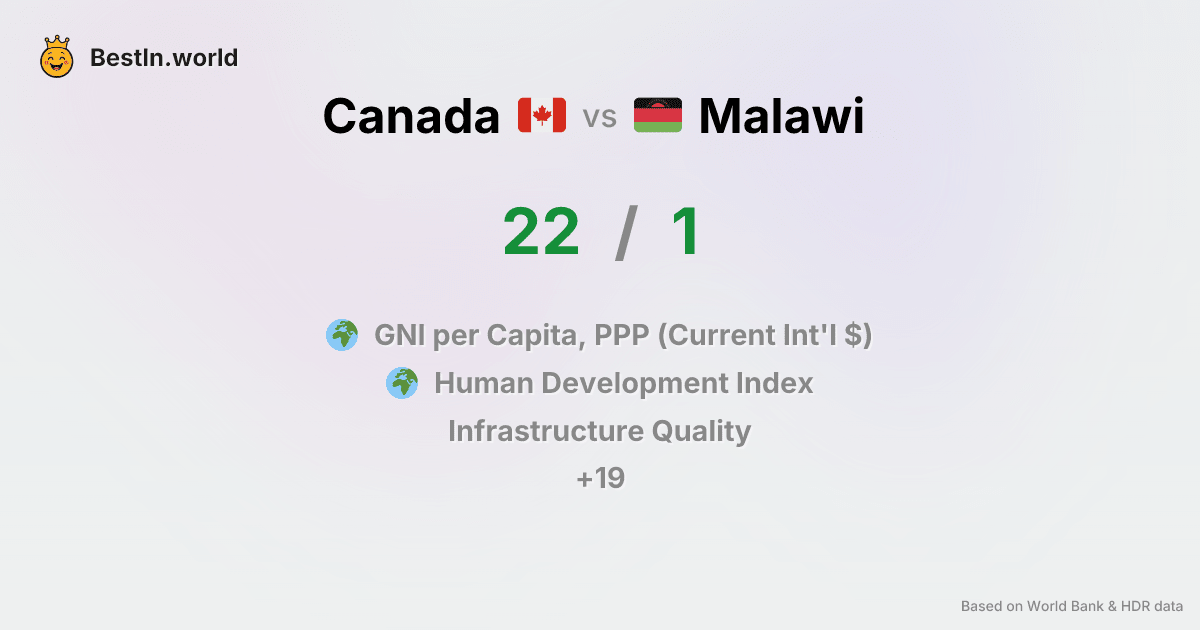 BestIn.world
Canada vs Malawi
22 / 1
GNI per Capita, PPP (Current Int'l $)
Human Development Index
Infrastructure Quality
+19
Based on World Bank & HDR data